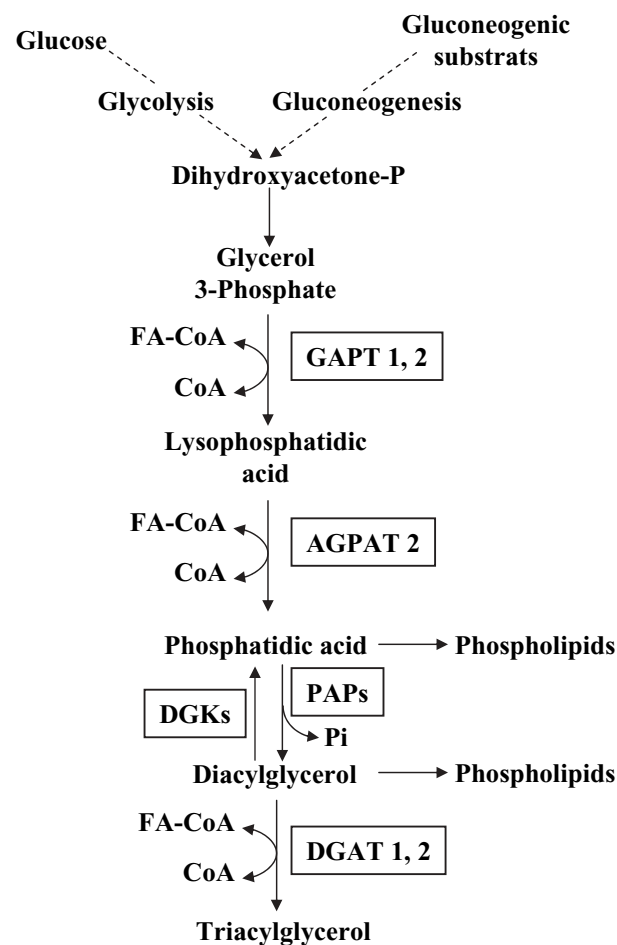 Glucose
Gluconeogenic
substrats
Glycolysis
Gluconeogenesis
Dihydroxyacetone-P
Glycerol
3-Phosphate
FA-CoA
GAPT 1, 2
CoA
Lysophosphatidic
acid
FA-CoA
AGPAT 2
CoA
Phosphatidic acid
Phospholipids
DGKs
PAPs
Pi
Diacylglycerol
Phospholipids
FA-CoA
DGAT 1, 2
CoA
Triacylglycerol